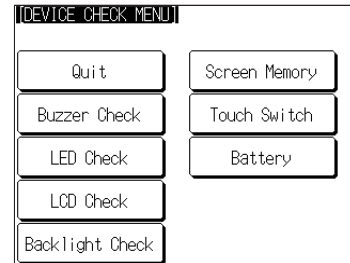 [DEVICE CHECK MENU]
Quit
Screen Memory
Buzzer Check
Touch Switch
LED Check
Battery
LCD Check
Backlight Check